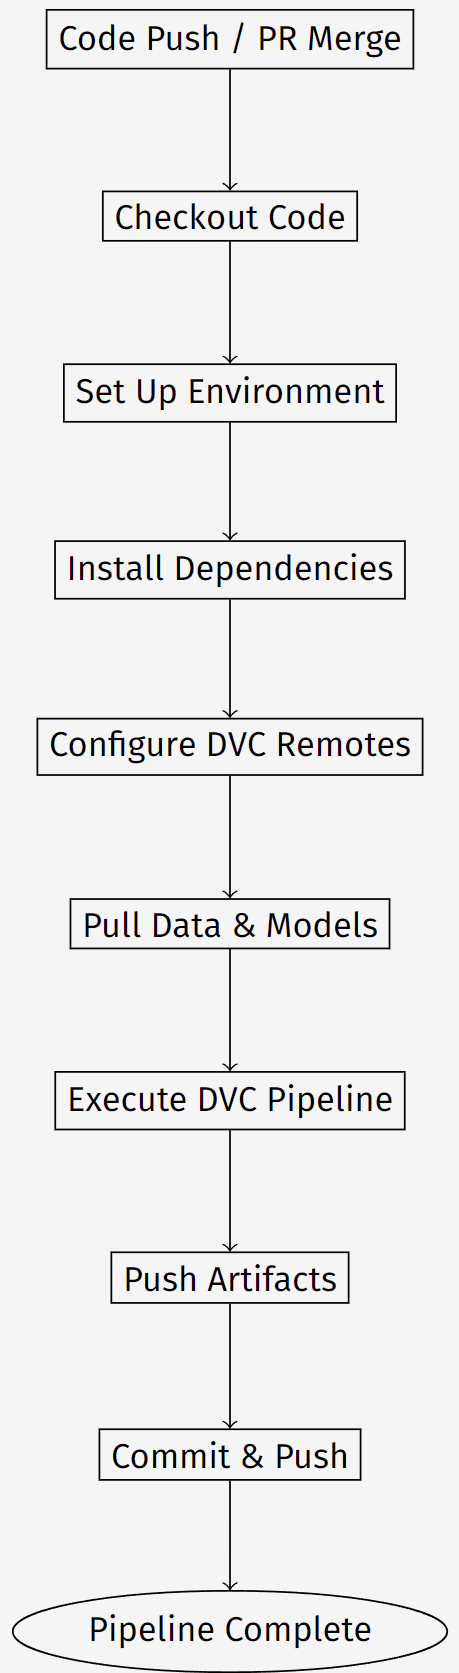 Code Push / PR Merge
Checkout Code
Set Up Environment
Install Dependencies
Configure DVC Remotes
Pull Data & Models
Execute DVC Pipeline
Push Artifacts
Commit & Push
Pipeline Complete